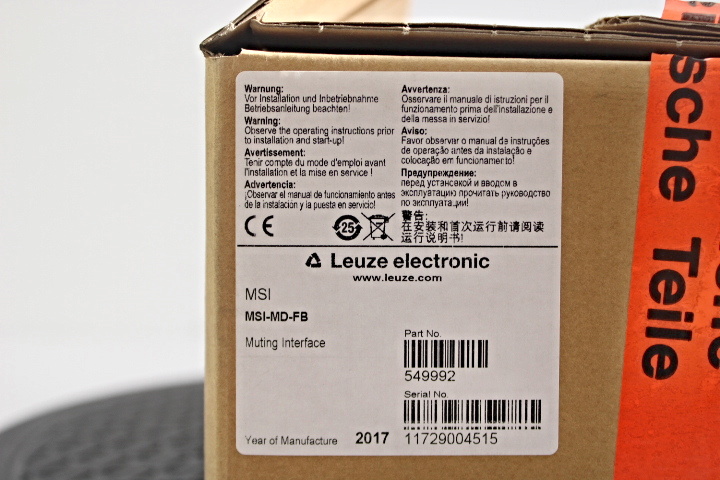 Warnung:
Vor Installation und Inbetriebnahme
Betriebsanleitung beachten!
Warning:
Observe the operating instructions prior
to installation and start-up!
Avertissement:
Tenir compte du mode d'emploi avant
l'installation et la mise en service !
Advertencia:
¡Observar el manual de funcionamiento antes
de la instalación y la puesta en servicio!
Avvertenza:
Osservare il manuale di istruzioni per il
funzionamento prima dell'installazione e
della messa in servizio!
Aviso:
Favor observar o manual de instruções
de operação antes da instalação e
colocação em funcionamento!
Предупреждение:
перед установкой и вводом в
эксплуатацию прочитать руководство
по эксплуатации!
警告:
在安装和首次运行前请阅读
运行说明书!
CE
25
Leuze electronic
www.leuze.com
MSI
MSI-MD-FB
Muting Interface
Part No.
549992
Serial No.
11729004515
Year of Manufacture 2017
sche Teile